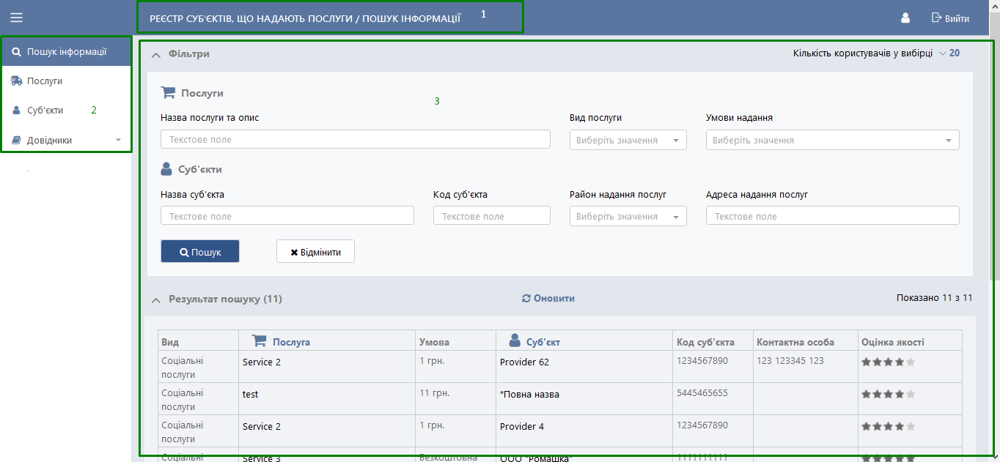 РЕЄСТР СУБ'ЄКТІВ, ЩО НАДАЮТЬ ПОСЛУГИ / ПОШУК ІНФОРМАЦІЇ 1
Вийти
Пошук інформації
Послуги
Суб'єкти 2
Довідники
Фільтри
Кількість користувачів у вибірці 20
Послуги
3
Назва послуги та опис Вид послуги Умови надання
Текстове поле Виберіть значення Виберіть значення
Суб'єкти
Назва суб'єкта Код суб'єкта Район надання послуг Адреса надання послуг
Текстове поле Текстове поле Виберіть значення Текстове поле
Пошук Відмінити
Результат пошуку (11) Оновити Показано 11 з 11
Вид Послуга Умова Суб'єкт Код суб'єкта Контактна особа Оцінка якості
Соціальні послуги Service 2 1 грн. Provider 62 1234567890 123 123345 123
Соціальні послуги test 11 грн. *Повна назва 5445465655
Соціальні послуги Service 2 1 грн. Provider 4 1234567890
Соціальні Service 3 Безкоштовна ООО "Ромашка" 1111111111